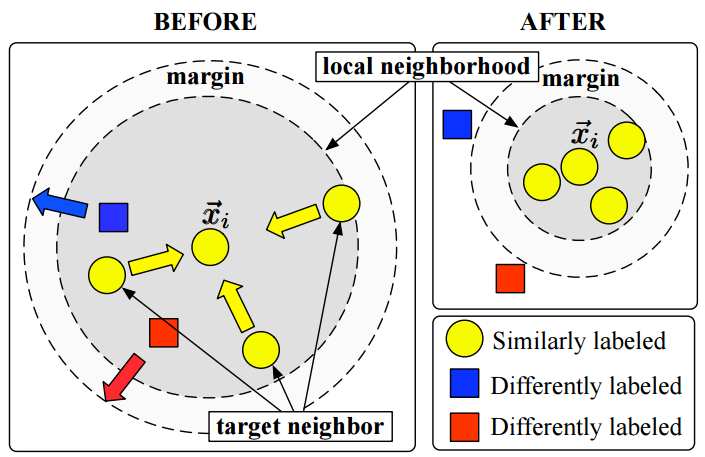 BEFORE
AFTER
local neighborhood
margin
margin
$\vec{x}_i$
$\vec{x}_i$
target neighbor
Similarly labeled
Differently labeled
Differently labeled